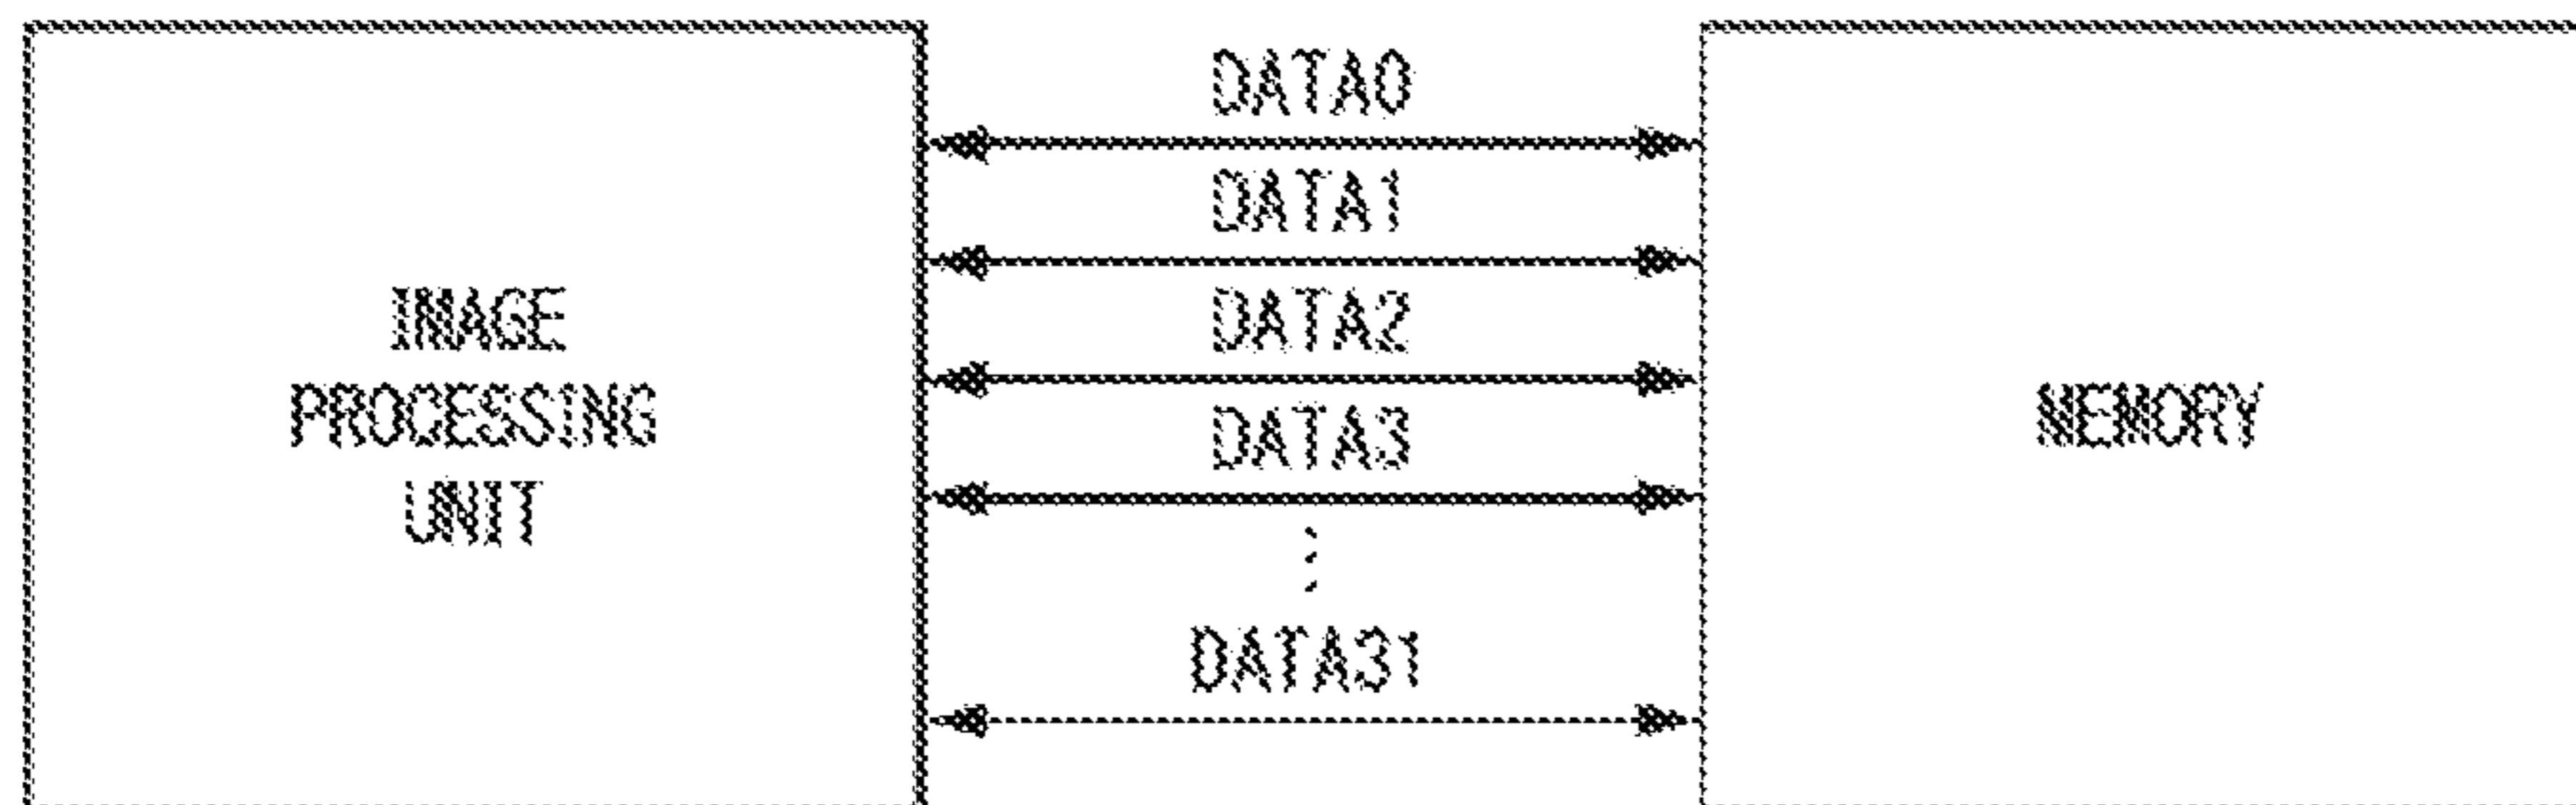 DATA0
DATA1
DATA2
DATA3
DATA31
IMAGE
PROCESSING
UNIT
MEMORY